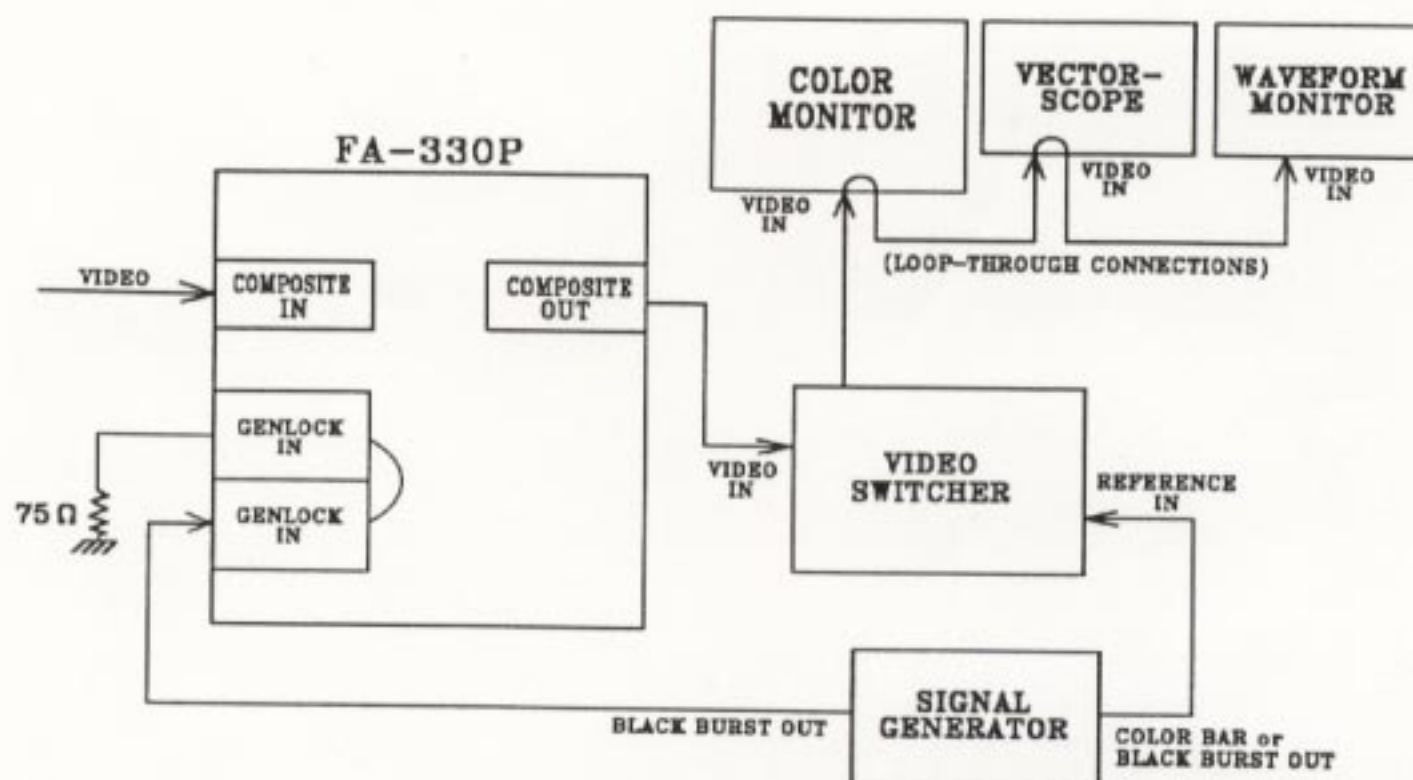 COLOR
MONITOR
VECTOR-
SCOPE
WAVEFORM
MONITOR
FA-330P
VIDEO
IN
VIDEO
IN
VIDEO
IN
(LOOP-THROUGH CONNECTIONS)
VIDEO
COMPOSITE
IN
COMPOSITE
OUT
GENLOCK
IN
GENLOCK
IN
75 Ω
VIDEO
IN
VIDEO
SWITCHER
REFERENCE
IN
SIGNAL
GENERATOR
BLACK BURST OUT
COLOR BAR or
BLACK BURST OUT